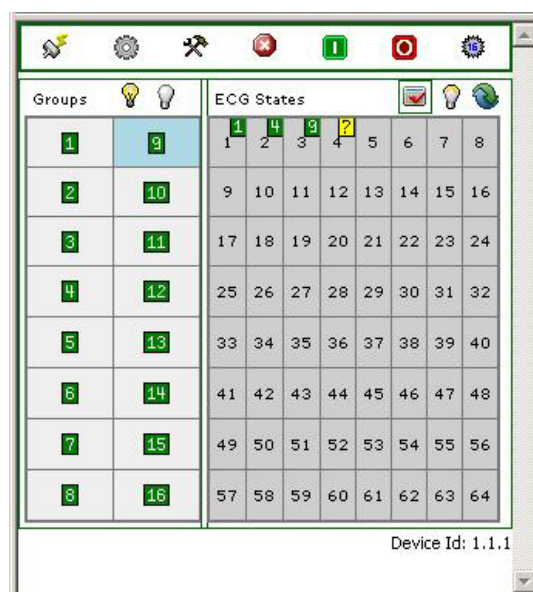 16
Groups ECG States
1 9 1 1 2 4 3 9 4 ? 5 6 7 8
2 10 9 10 11 12 13 14 15 16
3 11 17 18 19 20 21 22 23 24
4 12 25 26 27 28 29 30 31 32
5 13 33 34 35 36 37 38 39 40
6 14 41 42 43 44 45 46 47 48
7 15 49 50 51 52 53 54 55 56
8 16 57 58 59 60 61 62 63 64
Device Id: 1.1.1